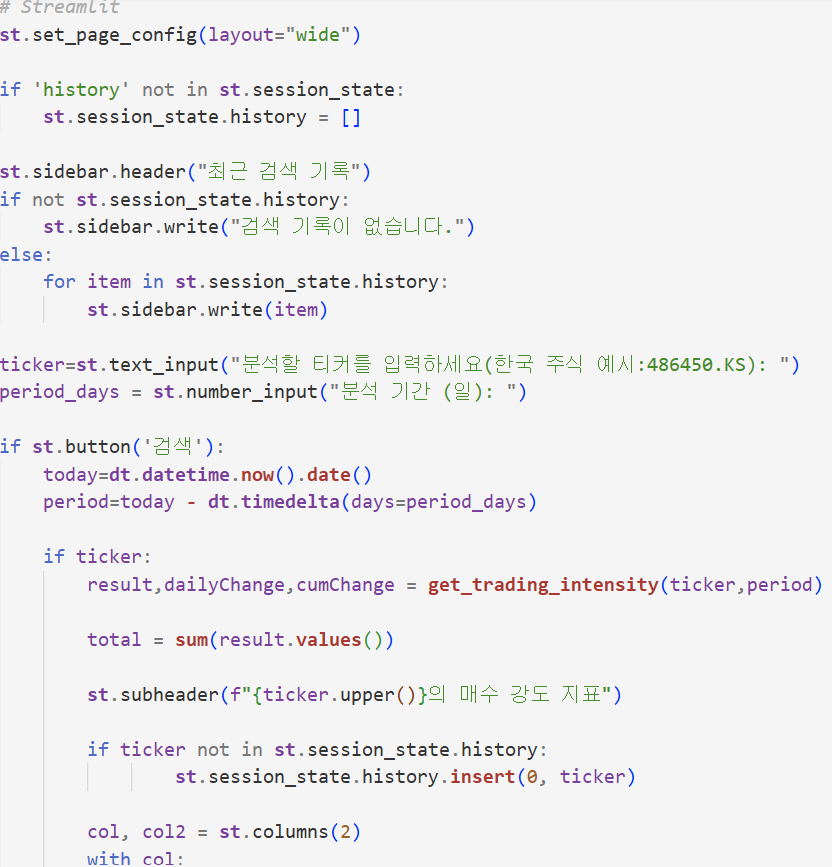 # Streamlit
st.set_page_config(layout="wide")
if 'history' not in st.session_state:
    st.session_state.history = []
st.sidebar.header("최근 검색 기록")
if not st.session_state.history:
    st.sidebar.write("검색 기록이 없습니다.")
else:
    for item in st.session_state.history:
        st.sidebar.write(item)
ticker=st.text_input("분석할 티커를 입력하세요(한국 주식 예시:486450.KS): ")
period_days = st.number_input("분석 기간 (일): ")
if st.button('검색'):
    today=dt.datetime.now().date()
    period=today - dt.timedelta(days=period_days)
    if ticker:
        result,dailyChange,cumChange = get_trading_intensity(ticker,period)
        total = sum(result.values())
        st.subheader(f"{ticker.upper()}의 매수 강도 지표")
        if ticker not in st.session_state.history:
                st.session_state.history.insert(0, ticker)
        col, col2 = st.columns(2)
        with col: